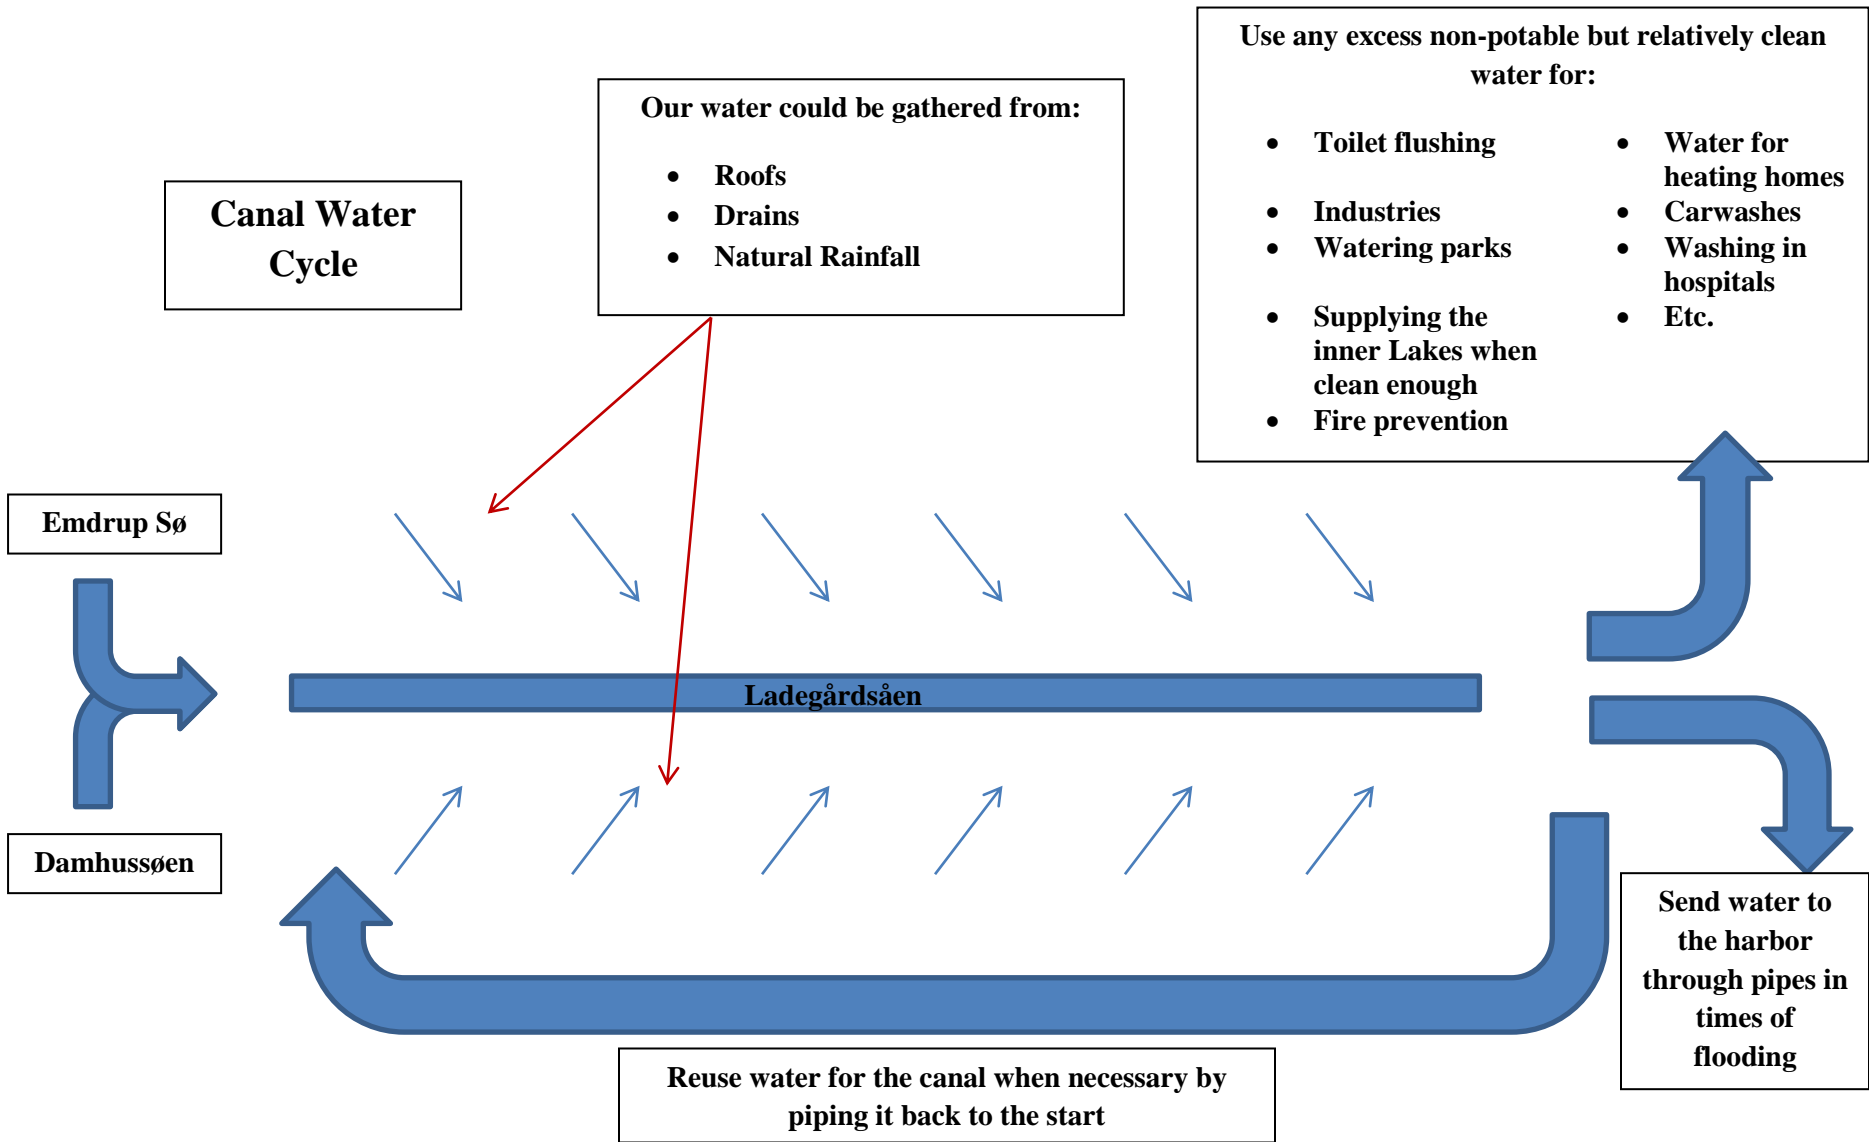 Canal Water
Cycle
Our water could be gathered from:
• Roofs
• Drains
• Natural Rainfall
Use any excess non-potable but relatively clean
water for:
• Toilet flushing
• Industries
• Watering parks
• Supplying the
inner Lakes when
clean enough
• Fire prevention
• Water for
heating homes
• Carwashes
• Washing in
hospitals
• Etc.
Emdrup Sø
Ladegårdsåen
Damhussøen
Send water to
the harbor
through pipes in
times of
flooding
Reuse water for the canal when necessary by
piping it back to the start